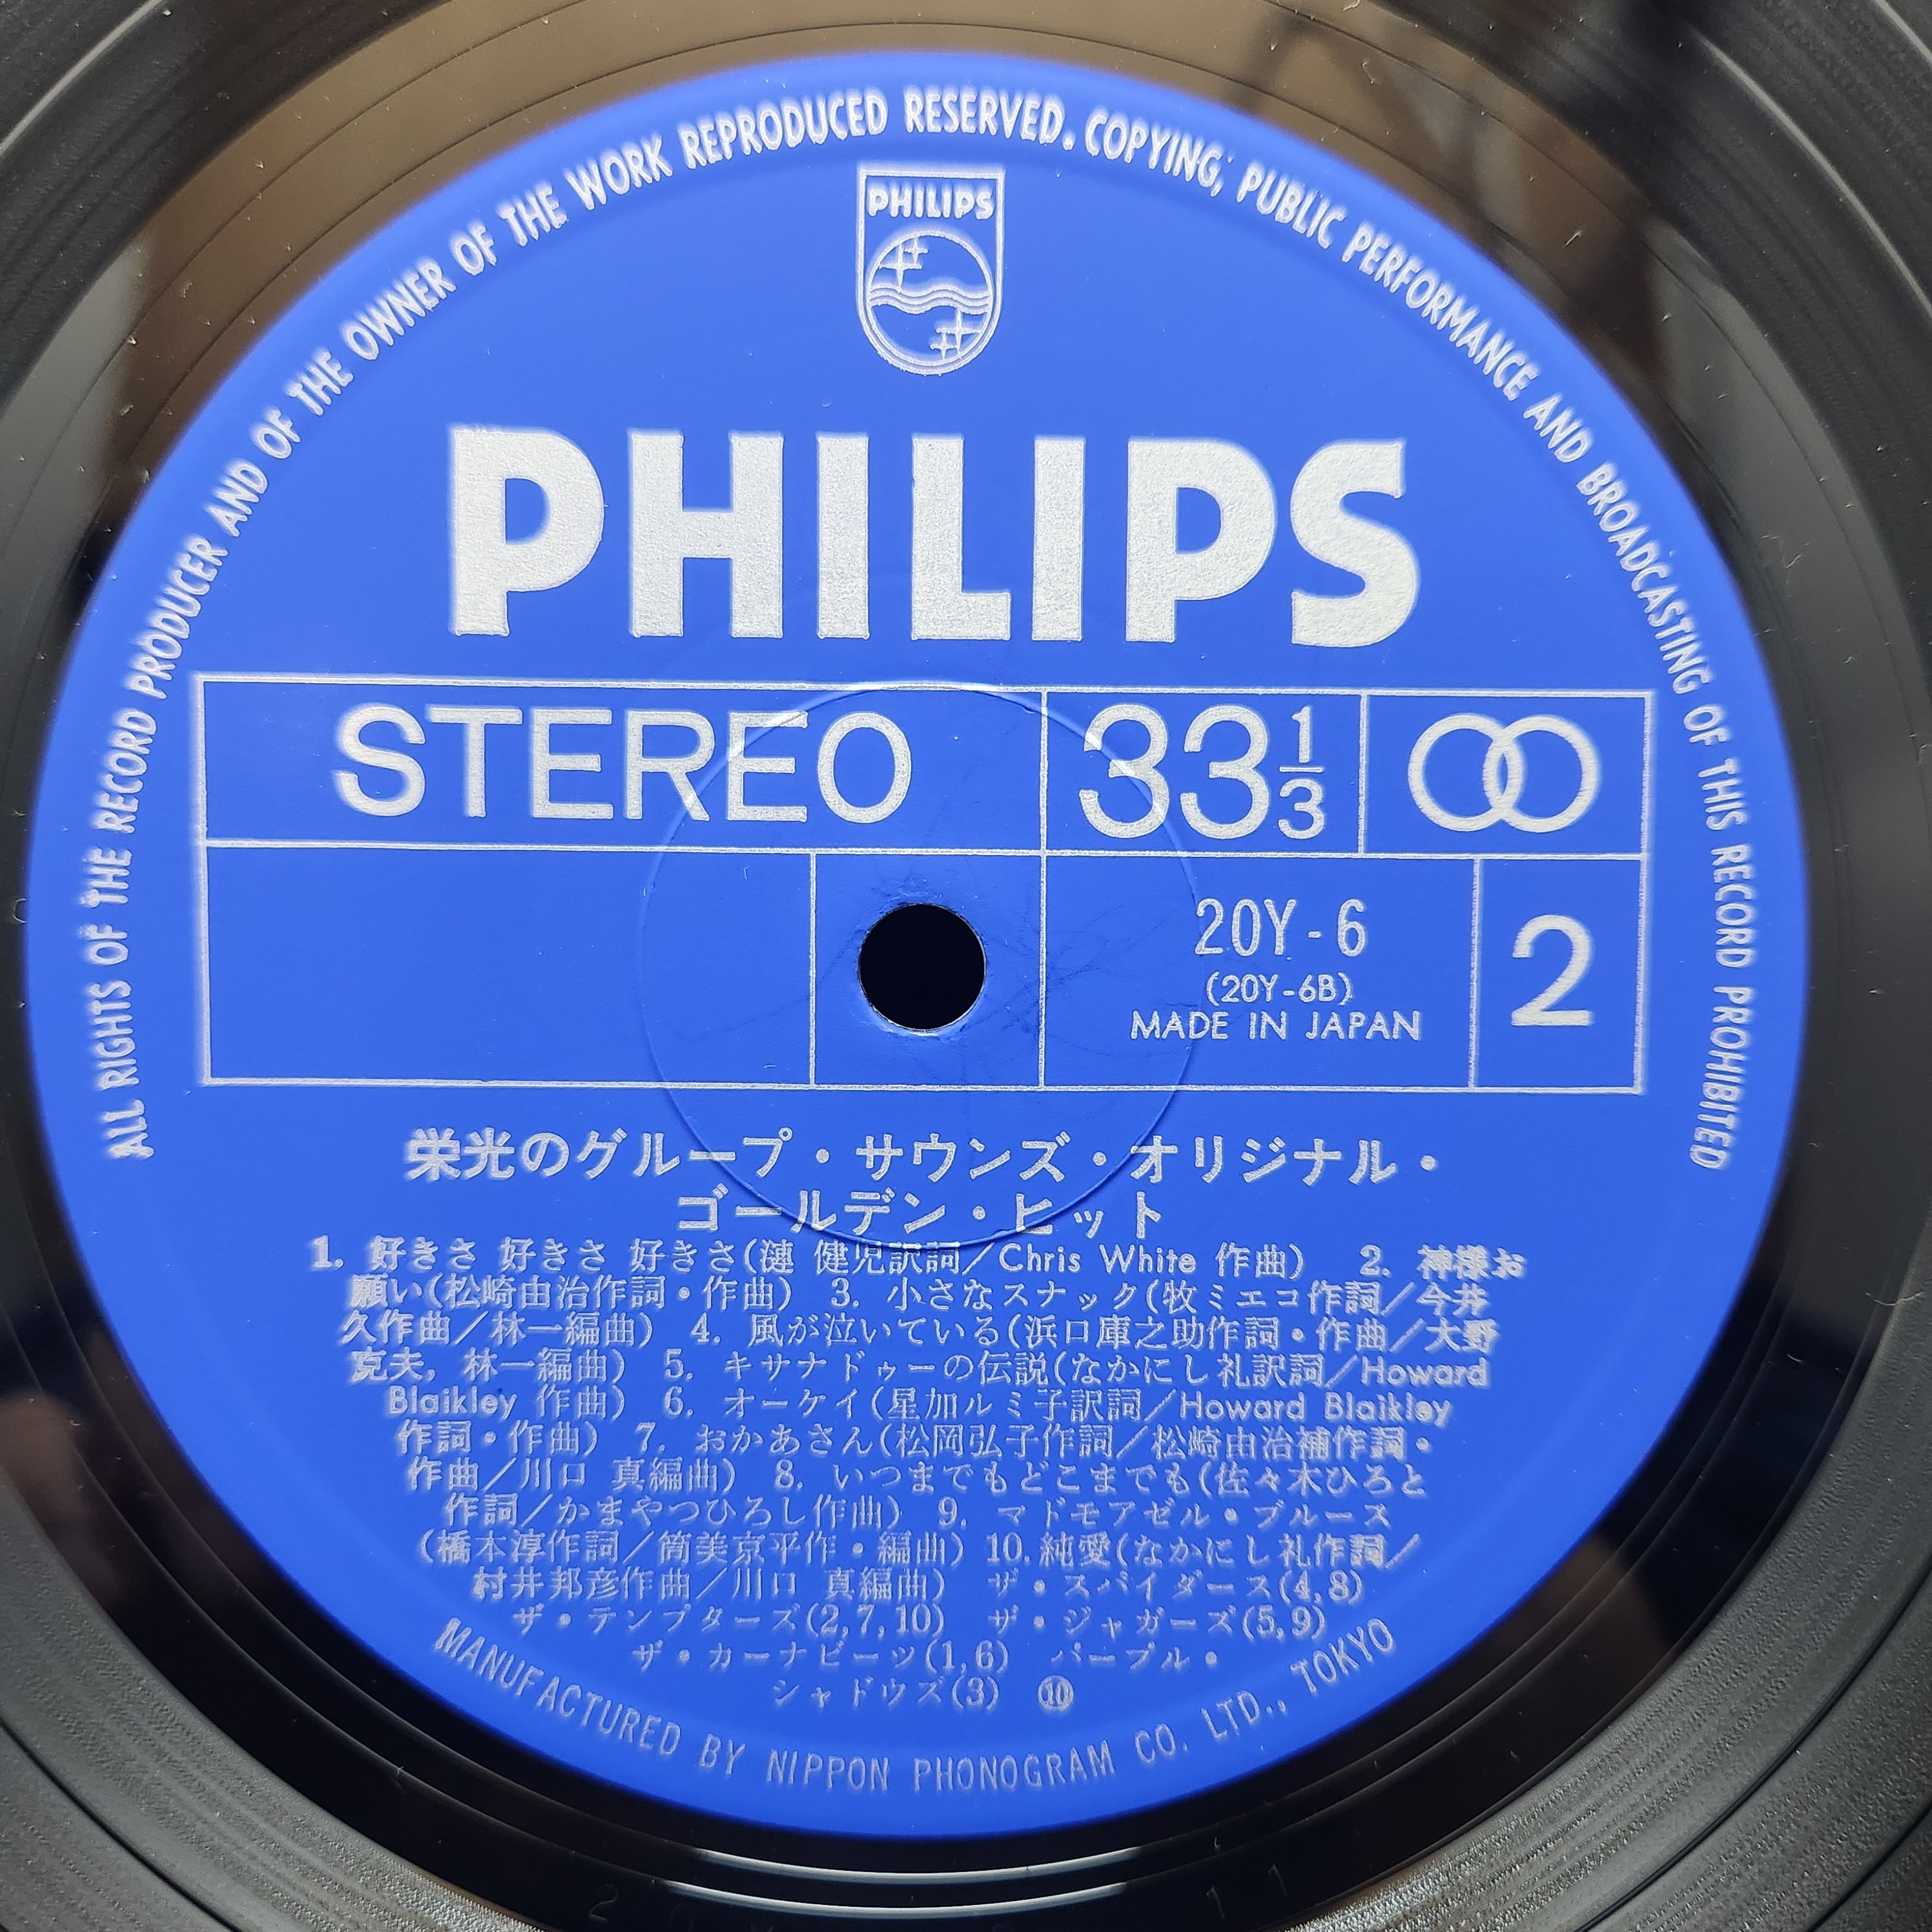 ALL RIGHTS OF THE RECORD PRODUCER AND OF THE OWNER OF THE WORK REPRODUCED RESERVED. COPYING, PUBLIC PERFORMANCE AND BROADCASTING OF THIS RECORD PROHIBITED
PHILIPS
PHILIPS
STEREO 33 1/3
20Y-6
(20Y-6B)
MADE IN JAPAN
2
栄光のグループ・サウンズ・オリジナル・
ゴールデン・ヒット
1. 好きさ 好きさ 好きさ(漣 健児訳詞／Chris White 作曲) 2. 神様お
願い(松崎由治作詞・作曲) 3. 小さなスナック(牧ミエコ作詞／今井
久作曲／林一編曲) 4. 風が泣いている(浜口庫之助作詞・作曲／大野
克夫, 林一編曲) 5. キサナドゥーの伝説(なかにし礼訳詞／Howard
Blaikley 作曲) 6. オーケイ(星加ルミ子訳詞／Howard Blaikley
作詞・作曲) 7. おかあさん(松岡弘子作詞／松崎由治補作詞・
作曲／川口 真編曲) 8. いつまでもどこまでも(佐々木ひろと
作詞／かまやつひろし作曲) 9. マドモアゼル・ブルース
(橋本淳作詞／筒美京平作・編曲) 10. 純愛(なかにし礼作詞／
村井邦彦作曲／川口 真編曲) ザ・スパイダース(4,8)
ザ・テンプターズ(2,7,10) ザ・ジャガーズ(5,9)
ザ・カーナビーツ(1,6) パープル・
シャドウズ(3) ⑩
MANUFACTURED BY NIPPON PHONOGRAM CO. LTD., TOKYO